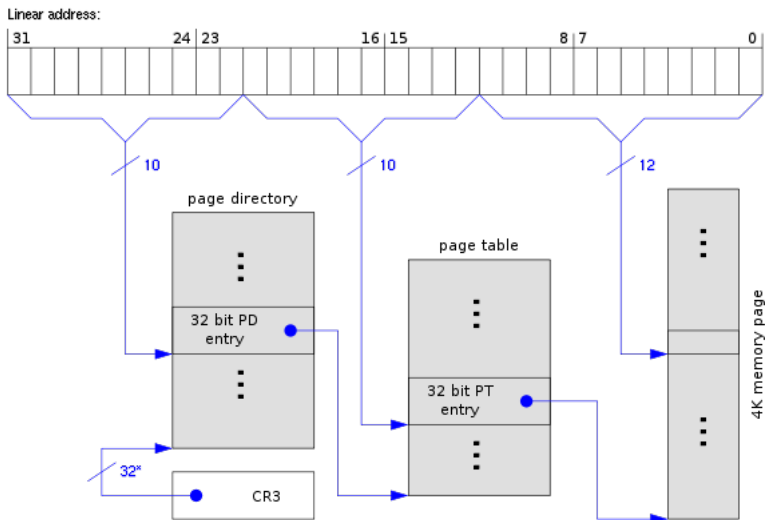 Linear address:
31 24 23 16 15 8 7 0
10 10 12
page directory
page table
32 bit PD
entry
32 bit PT
entry
4K memory page
32*
CR3